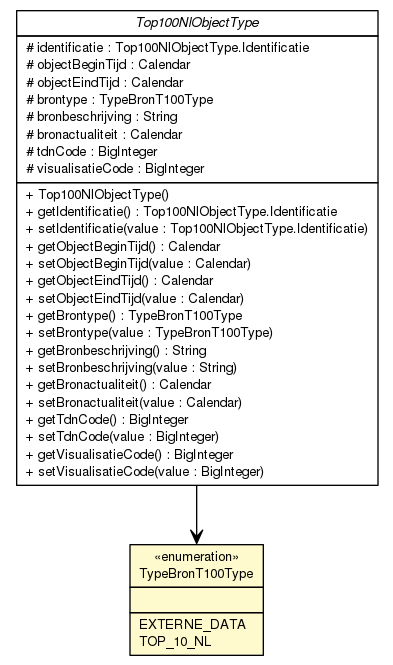 Top100NlObjectType
# identificatie : Top100NlObjectType.Identificatie
# objectBeginTijd : Calendar
# objectEindTijd : Calendar
# brontype : TypeBronT100Type
# bronbeschrijving : String
# bronactualiteit : Calendar
# tdnCode : BigInteger
# visualisatieCode : BigInteger
+ Top100NlObjectType()
+ getIdentificatie() : Top100NlObjectType.Identificatie
+ setIdentificatie(value : Top100NlObjectType.Identificatie)
+ getObjectBeginTijd() : Calendar
+ setObjectBeginTijd(value : Calendar)
+ getObjectEindTijd() : Calendar
+ setObjectEindTijd(value : Calendar)
+ getBrontype() : TypeBronT100Type
+ setBrontype(value : TypeBronT100Type)
+ getBronbeschrijving() : String
+ setBronbeschrijving(value : String)
+ getBronactualiteit() : Calendar
+ setBronactualiteit(value : Calendar)
+ getTdnCode() : BigInteger
+ setTdnCode(value : BigInteger)
+ getVisualisatieCode() : BigInteger
+ setVisualisatieCode(value : BigInteger)
«enumeration»
TypeBronT100Type
EXTERNE_DATA
TOP_10_NL